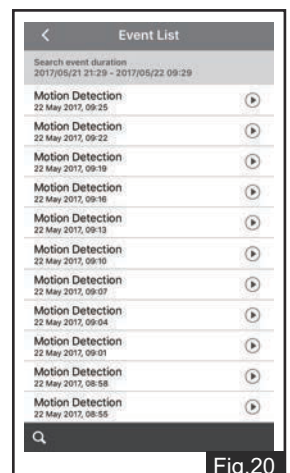 Event List
Search event duration
2017/05/21 21:29 - 2017/05/22 09:29
Motion Detection
22 May 2017, 09:25
Motion Detection
22 May 2017, 09:22
Motion Detection
22 May 2017, 09:19
Motion Detection
22 May 2017, 09:16
Motion Detection
22 May 2017, 09:13
Motion Detection
22 May 2017, 09:10
Motion Detection
22 May 2017, 09:07
Motion Detection
22 May 2017, 09:04
Motion Detection
22 May 2017, 09:01
Motion Detection
22 May 2017, 08:58
Motion Detection
22 May 2017, 08:55
Fig.20